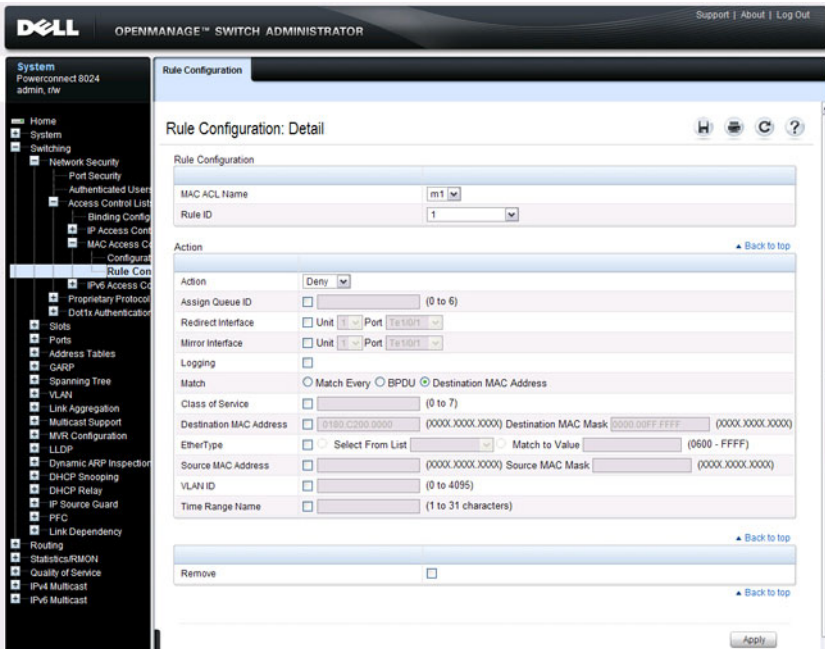 Support | About | Log Out
DELL OPENMANAGE™ SWITCH ADMINISTRATOR
System
Powerconnect 8024
admin, r/w
Home
System
Switching
Network Security
Port Security
Authenticated Users
Access Control Lists
Binding Config
IP Access Cont
MAC Access Co
Configurat
Rule Con
IPv6 Access Co
Proprietary Protocol
Dot1x Authentication
Slots
Ports
Address Tables
GARP
Spanning Tree
VLAN
Link Aggregation
Multicast Support
MVR Configuration
LLDP
Dynamic ARP Inspection
DHCP Snooping
DHCP Relay
IP Source Guard
PFC
Link Dependency
Routing
Statistics/RMON
Quality of Service
IPv4 Multicast
IPv6 Multicast
Rule Configuration
Rule Configuration: Detail
Rule Configuration
MAC ACL Name m1
Rule ID 1
Action Back to top
Action Deny
Assign Queue ID (0 to 6)
Redirect Interface Unit 1 Port Te1/0/1
Mirror Interface Unit 1 Port Te1/0/1
Logging
Match Match Every BPDU Destination MAC Address
Class of Service (0 to 7)
Destination MAC Address 0180.C200.0000 (XXXX.XXXX.XXXX) Destination MAC Mask 0000.00FF.FFFF (XXXX.XXXX.XXXX)
EtherType Select From List Match to Value (0600 - FFFF)
Source MAC Address (XXXX.XXXX.XXXX) Source MAC Mask (XXXX.XXXX.XXXX)
VLAN ID (0 to 4095)
Time Range Name (1 to 31 characters)
Back to top
Remove
Back to top
Apply